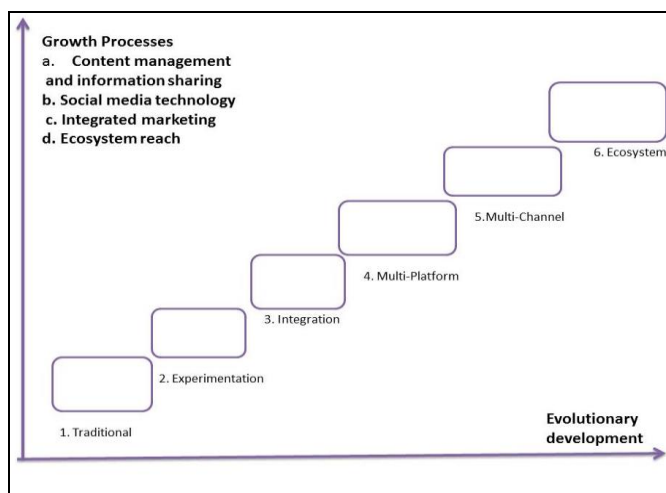 Growth Processes
a. Content management
and information sharing
b. Social media technology
c. Integrated marketing
d. Ecosystem reach
6. Ecosystem
5.Multi-Channel
4. Multi-Platform
3. Integration
2. Experimentation
1. Traditional
Evolutionary
development